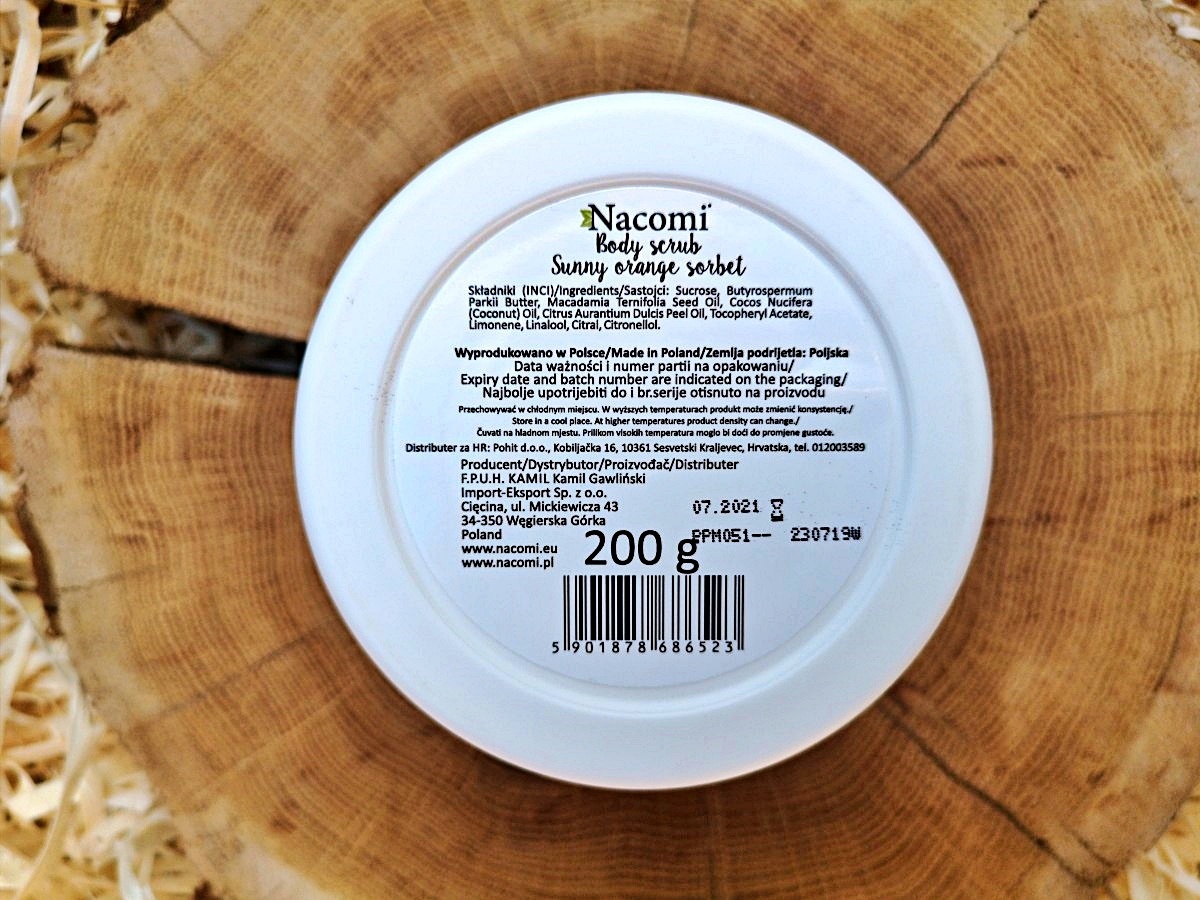 Nacomi
Body scrub
Sunny orange sorbet
Składniki (INCI)/Ingredients/Sastojci: Sucrose, Butyrospermum
Parkii Butter, Macadamia Ternifolia Seed Oil, Cocos Nucifera
(Coconut) Oil, Citrus Aurantium Dulcis Peel Oil, Tocopheryl Acetate,
Limonene, Linalool, Citral, Citronellol.
Wyprodukowano w Polsce/Made in Poland/Zemlja podrijetla: Poljska
Data ważności i numer partii na opakowaniu/
Expiry date and batch number are indicated on the packaging/
Najbolje upotrijebiti do i br.serije otisnuto na proizvodu
Przechowywać w chłodnym miejscu. W wyższych temperaturach produkt może zmienić konsystencję./
Store in a cool place. At higher temperatures product density can change./
Čuvati na hladnom mjestu. Prilikom visokih temperatura moglo bi doći do promjene gustoće.
Distributer za HR: Pohit d.o.o., Kobiljačka 16, 10361 Sesvetski Kraljevec, Hrvatska, tel. 012003589
Producent/Dystrybutor/Proizvođač/Distributer
F.P.U.H. KAMIL Kamil Gawliński
Import-Eksport Sp. z o.o.
Cięcina, ul. Mickiewicza 43
34-350 Węgierska Górka
Poland
www.nacomi.eu
www.nacomi.pl
07.2021
PPM051-- 230719W
200 g
5 901878 686523